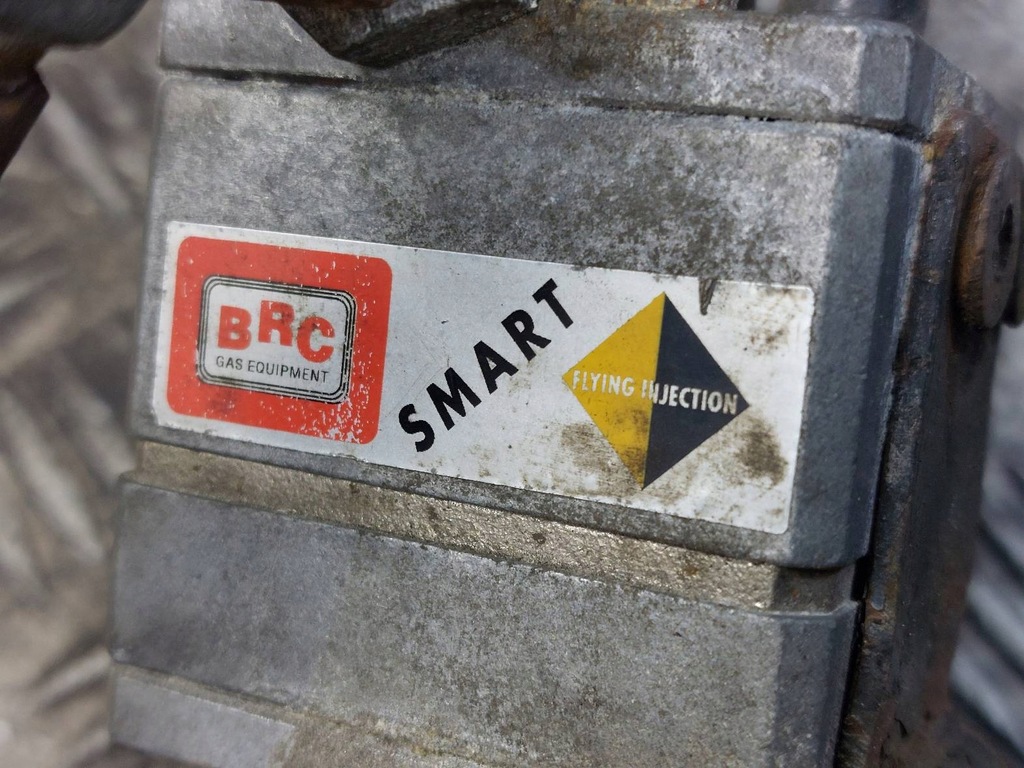 BRC
GAS EQUIPMENT
SMART
FLYING INJECTION